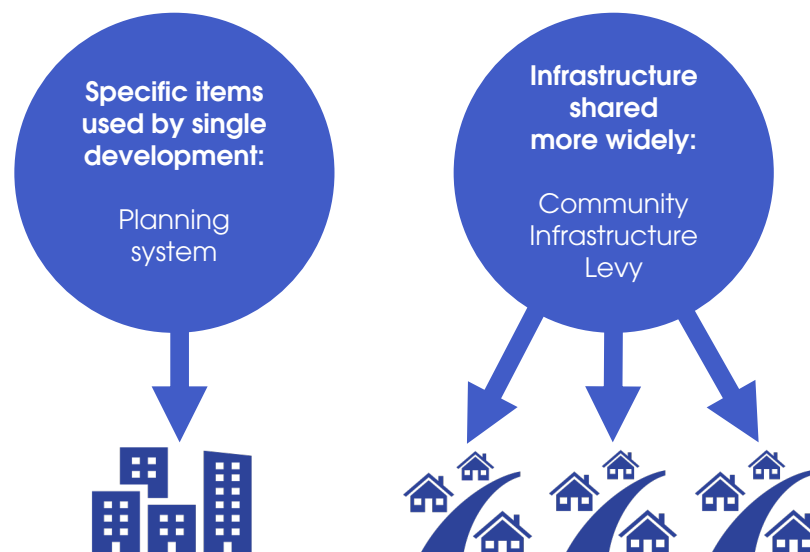 Specific items
used by single
development:
Planning
system
Infrastructure
shared
more widely:
Community
Infrastructure
Levy